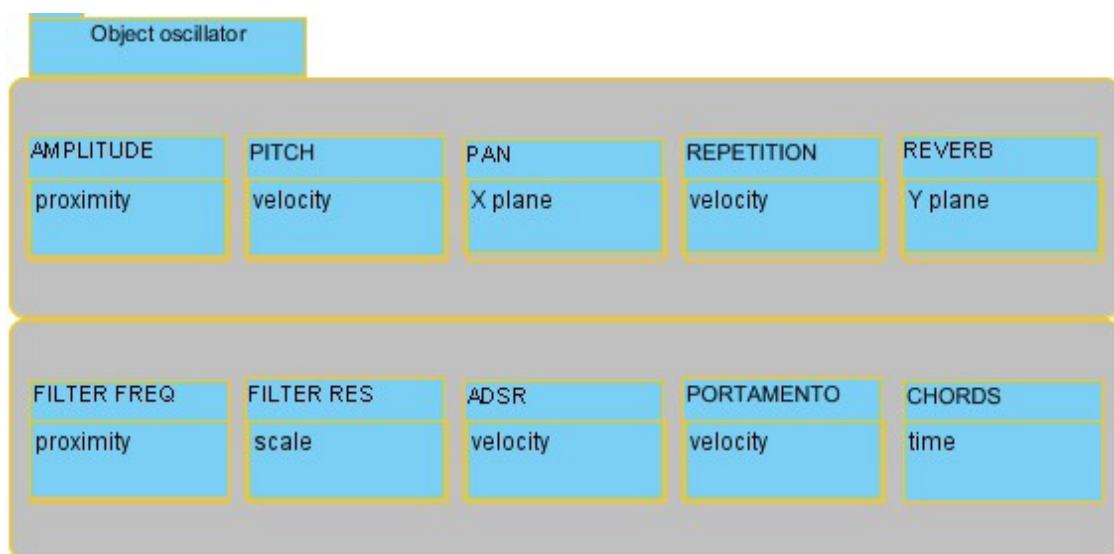 Object oscillator
AMPLITUDE
proximity
PITCH
velocity
PAN
X plane
REPETITION
velocity
REVERB
Y plane
FILTER FREQ
proximity
FILTER RES
scale
ADSR
velocity
PORTAMENTO
velocity
CHORDS
time